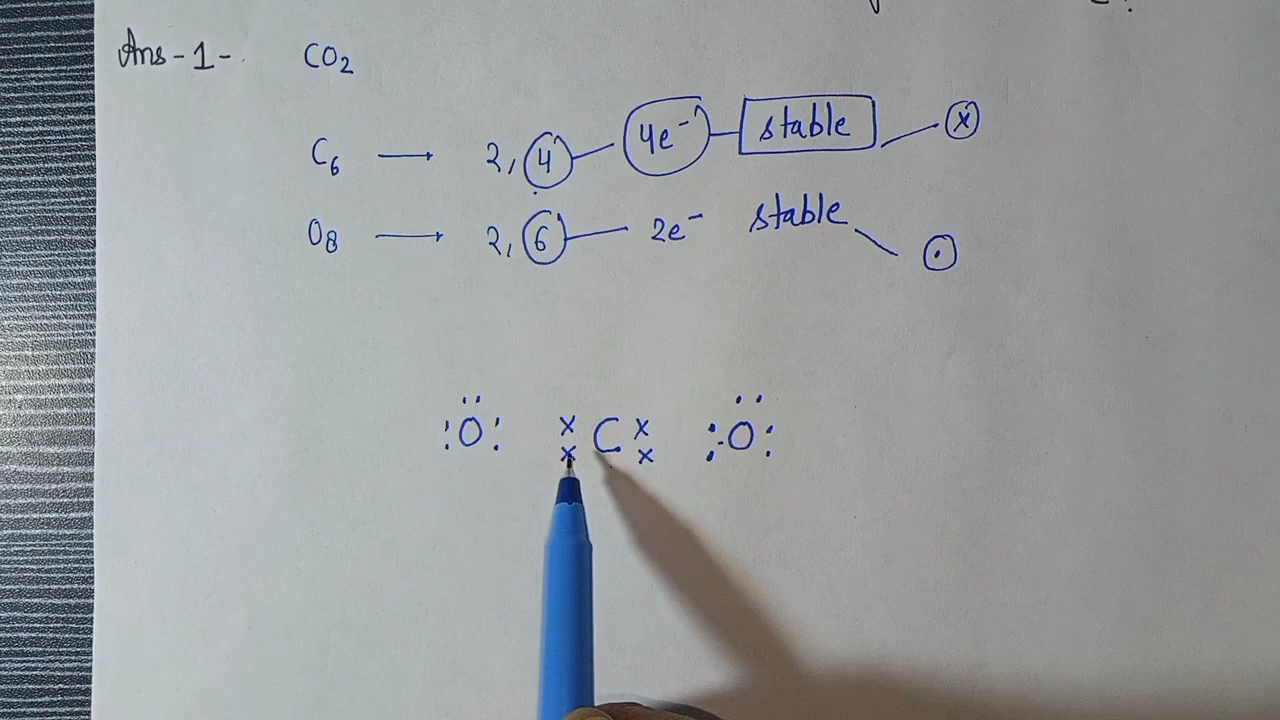 Ans-1- CO₂
C₆ → 2, 4 — 4e⁻ — stable — x
O₈ → 2, 6 — 2e⁻ stable — •
:Ö: ×× C ×× :Ö: